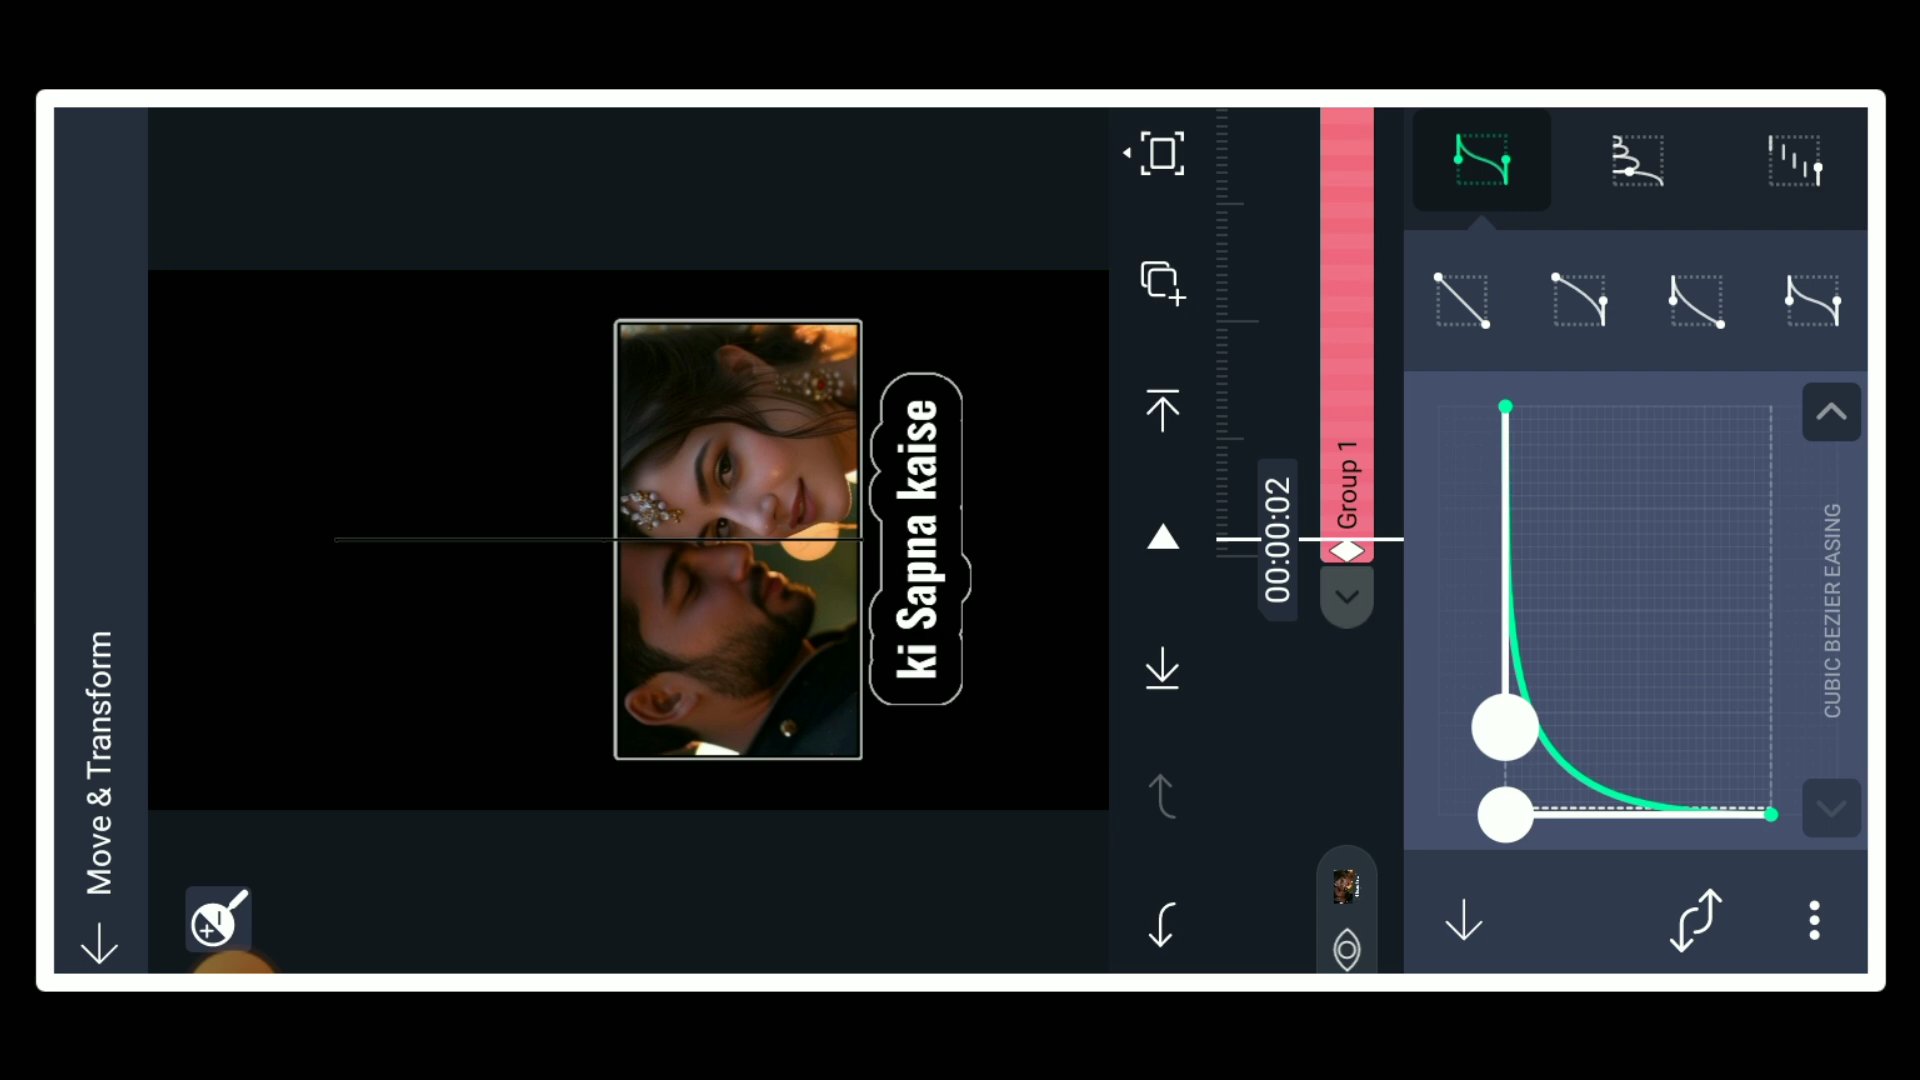 Move & Transform
ki Sapna kaise
00:00:02
Group 1
CUBIC BEZIER EASING